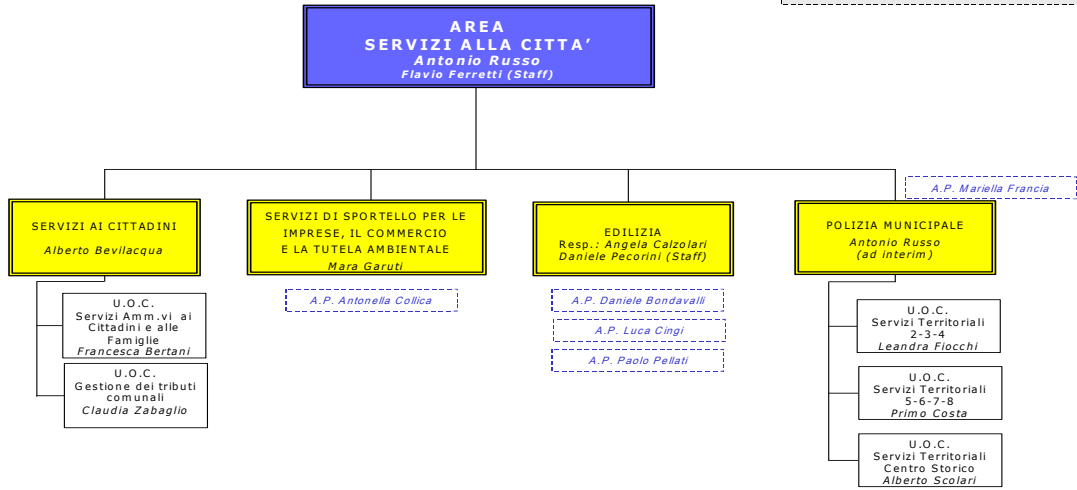 AREA
SERVIZI ALLA CITTA’
Antonio Russo
Flavio Ferretti (Staff)
A.P. Mariella Francia
SERVIZI AI CITTADINI
Alberto Bevilacqua
SERVIZI DI SPORTELLO PER LE
IMPRESE, IL COMMERCIO
E LA TUTELA AMBIENTALE
Mara Garuti
EDILIZIA
Resp.: Angela Calzolari
Daniele Pecorini (Staff)
POLIZIA MUNICIPALE
Antonio Russo
(ad interim)
U.O.C.
Servizi Amm.vi ai
Cittadini e alle
Famiglie
Francesca Bertani
U.O.C.
Gestione dei tributi
comunali
Claudia Zabaglio
A.P. Antonella Collica
A.P. Daniele Bondavalli
A.P. Luca Cingi
A.P. Paolo Pellati
U.O.C.
Servizi Territoriali
2-3-4
Leandra Fiocchi
U.O.C.
Servizi Territoriali
5-6-7-8
Primo Costa
U.O.C.
Servizi Territoriali
Centro Storico
Alberto Scolari